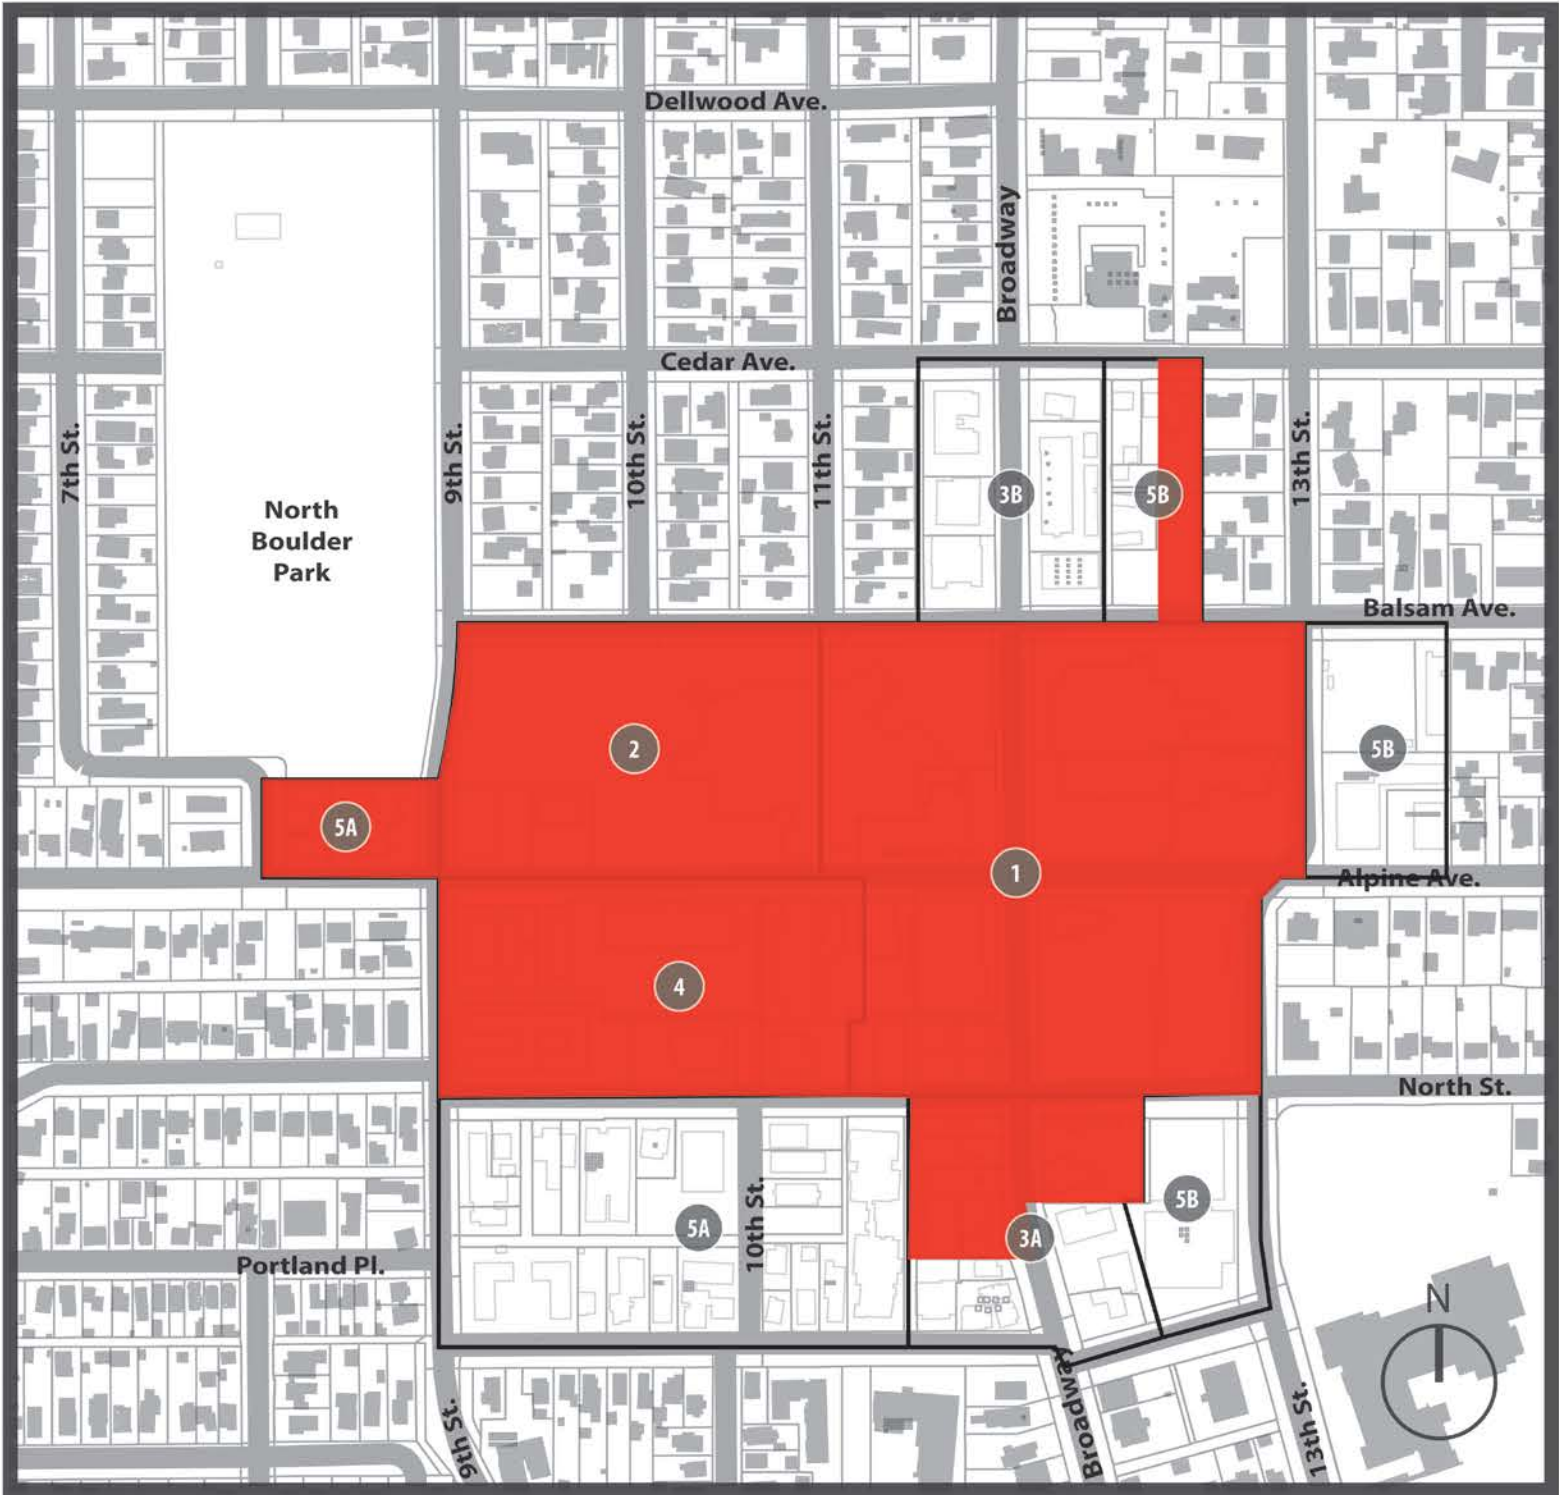 Dellwood Ave.
Broadway
Cedar Ave.
7th St.
9th St.
10th St.
11th St.
13th St.
3B
5B
North
Boulder
Park
Balsam Ave.
2
5B
5A
1
Alpine Ave.
4
North St.
5B
5A
10th St.
3A
Portland Pl.
N
9th St.
Broadway
13th St.